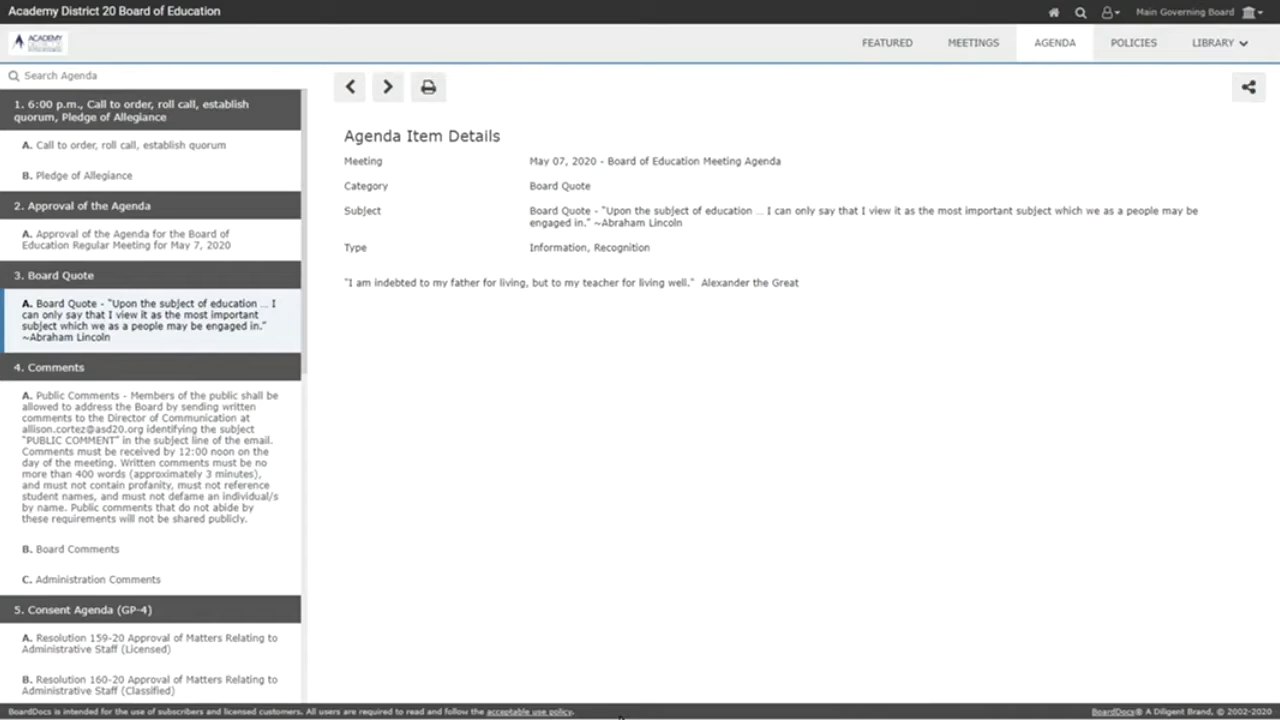 Academy District 20 Board of Education
Main Governing Board
ACADEMY
FEATURED
MEETINGS
AGENDA
POLICIES
LIBRARY
Search Agenda
1. 6:00 p.m., Call to order, roll call, establish
quorum, Pledge of Allegiance
A. Call to order, roll call, establish quorum
B. Pledge of Allegiance
2. Approval of the Agenda
A. Approval of the Agenda for the Board of
Education Regular Meeting for May 7, 2020
3. Board Quote
A. Board Quote - "Upon the subject of education ... I
can only say that I view it as the most important
subject which we as a people may be engaged in."
~Abraham Lincoln
4. Comments
A. Public Comments - Members of the public shall be
allowed to address the Board by sending written
comments to the Director of Communication at
allison.cortez@asd20.org identifying the subject
"PUBLIC COMMENT" in the subject line of the email.
Comments must be received by 12:00 noon on the
day of the meeting. Written comments must be no
more than 400 words (approximately 3 minutes),
and must not contain profanity, must not reference
student names, and must not defame an individual/s
by name. Public comments that do not abide by
these requirements will not be shared publicly.
B. Board Comments
C. Administration Comments
5. Consent Agenda (GP-4)
A. Resolution 159-20 Approval of Matters Relating to
Administrative Staff (Licensed)
B. Resolution 160-20 Approval of Matters Relating to
Administrative Staff (Classified)
Agenda Item Details
Meeting May 07, 2020 - Board of Education Meeting Agenda
Category Board Quote
Subject Board Quote - "Upon the subject of education ... I can only say that I view it as the most important subject which we as a people may be
engaged in." ~Abraham Lincoln
Type Information, Recognition
"I am indebted to my father for living, but to my teacher for living well." Alexander the Great
BoardDocs is intended for the use of subscribers and licensed customers. All users are required to read and follow the acceptable use policy.
BoardDocs® A Diligent Brand, © 2002-2020